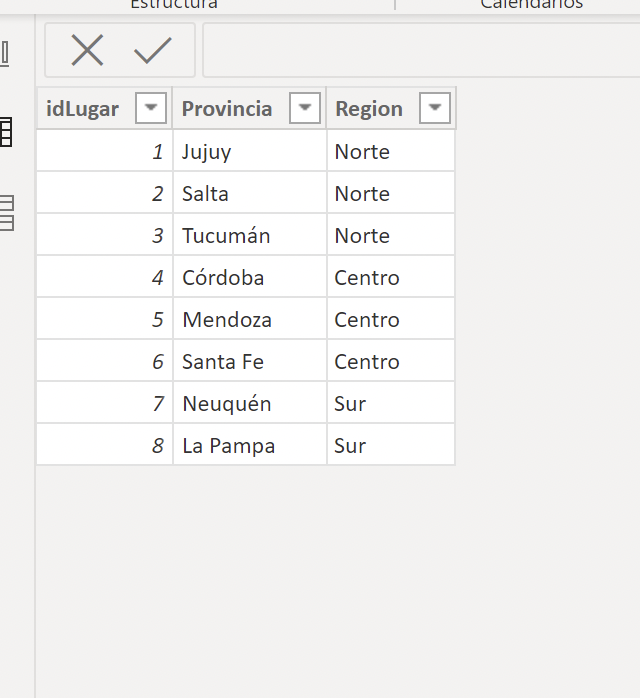 Estructura Calendarios
idLugar Provincia Region
1 Jujuy Norte
2 Salta Norte
3 Tucumán Norte
4 Córdoba Centro
5 Mendoza Centro
6 Santa Fe Centro
7 Neuquén Sur
8 La Pampa Sur